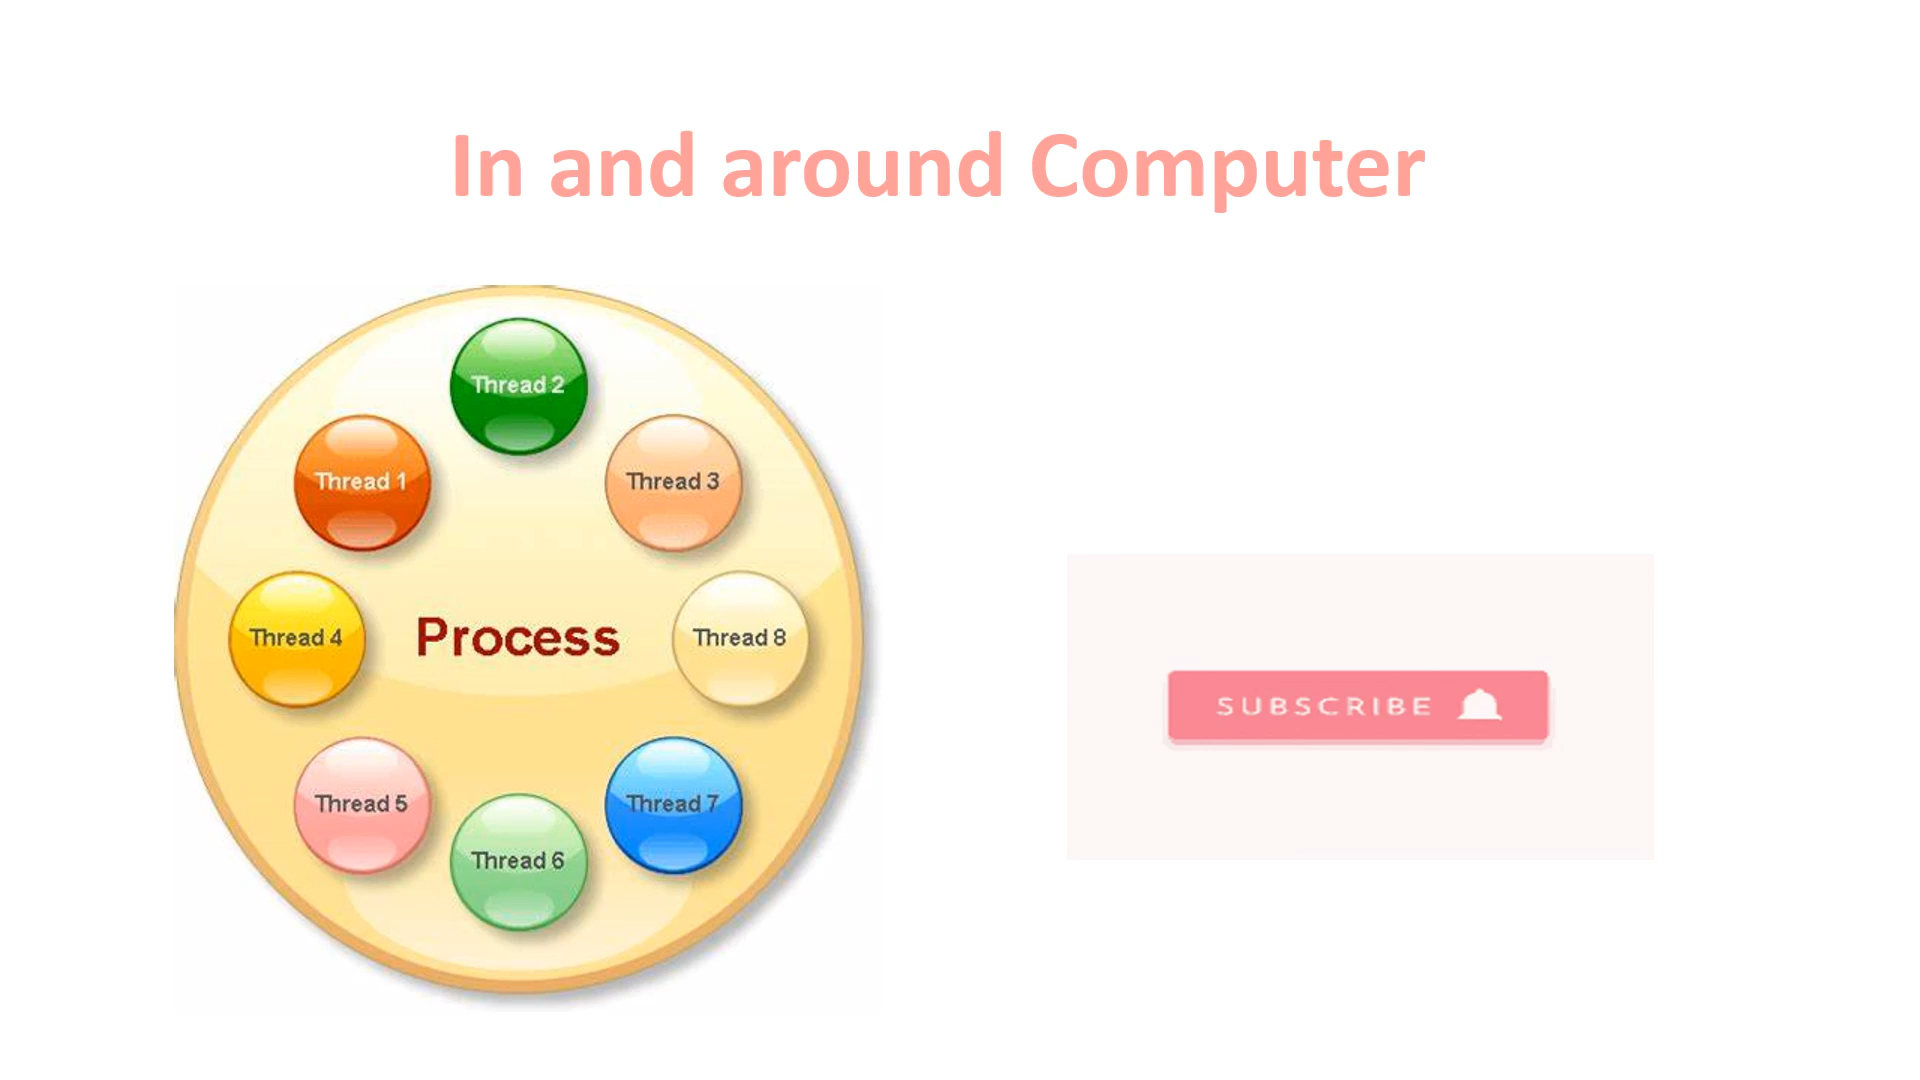 In and around Computer
Thread 2
Thread 1
Thread 3
Thread 4
Process
Thread 8
Thread 5
Thread 7
Thread 6
SUBSCRIBE